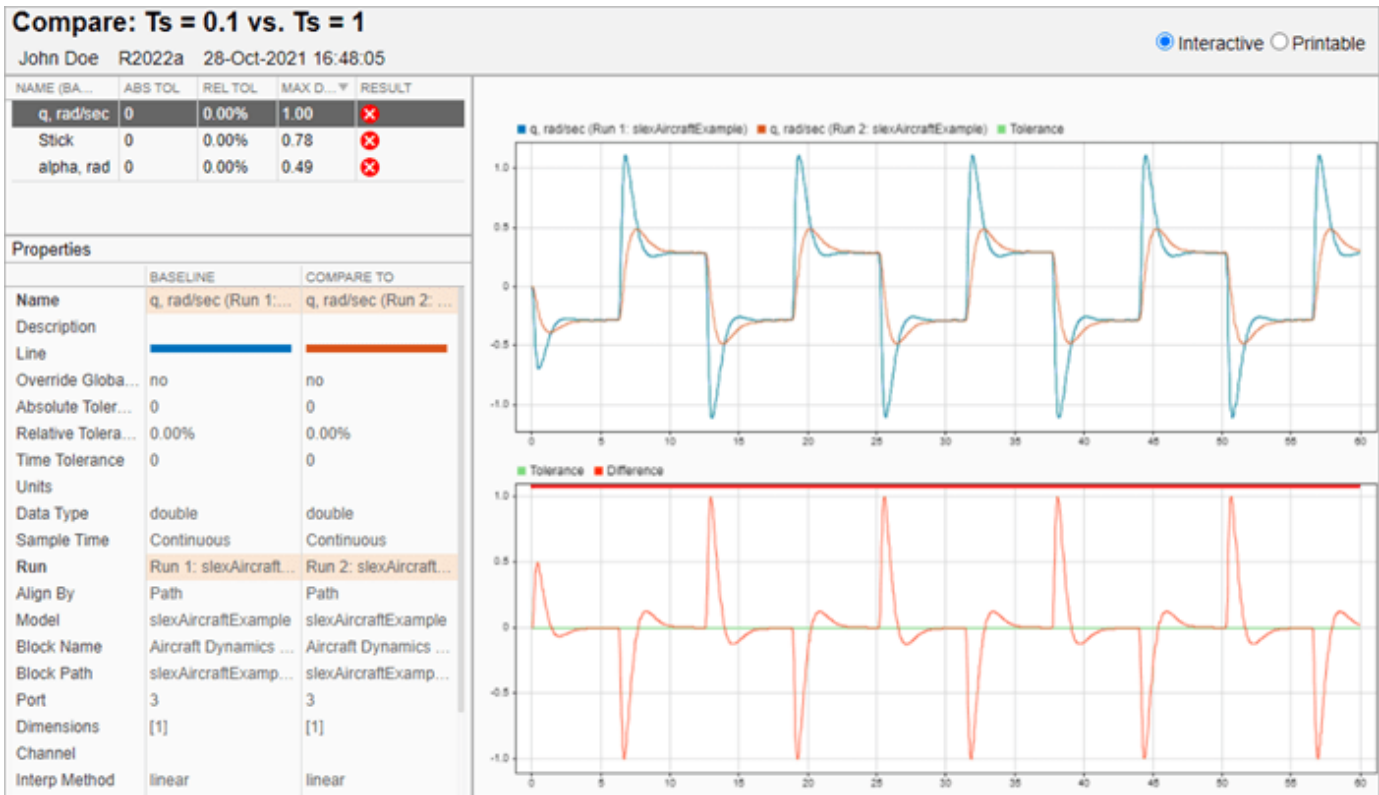 Compare: Ts = 0.1 vs. Ts = 1
John Doe R2022a 28-Oct-2021 16:48:05
Interactive Printable
NAME (BA... ABS TOL REL TOL MAX D... RESULT
q, rad/sec 0 0.00% 1.00
Stick 0 0.00% 0.78
alpha, rad 0 0.00% 0.49
Properties
BASELINE COMPARE TO
Name q, rad/sec (Run 1:... q, rad/sec (Run 2: ...
Description
Line
Override Globa... no no
Absolute Toler... 0 0
Relative Tolera... 0.00% 0.00%
Time Tolerance 0 0
Units
Data Type double double
Sample Time Continuous Continuous
Run Run 1: slexAircraft... Run 2: slexAircraft...
Align By Path Path
Model slexAircraftExample slexAircraftExample
Block Name Aircraft Dynamics ... Aircraft Dynamics ...
Block Path slexAircraftExamp... slexAircraftExamp...
Port 3 3
Dimensions [1] [1]
Channel
Interp Method linear linear
q, rad/sec (Run 1: slexAircraftExample) q, rad/sec (Run 2: slexAircraftExample) Tolerance
1.0
0.5
0
-0.5
-1.0
0 5 10 15 20 25 30 35 40 45 50 55 60
Tolerance Difference
1.0
0.5
0
-0.5
-1.0
0 5 10 15 20 25 30 35 40 45 50 55 60